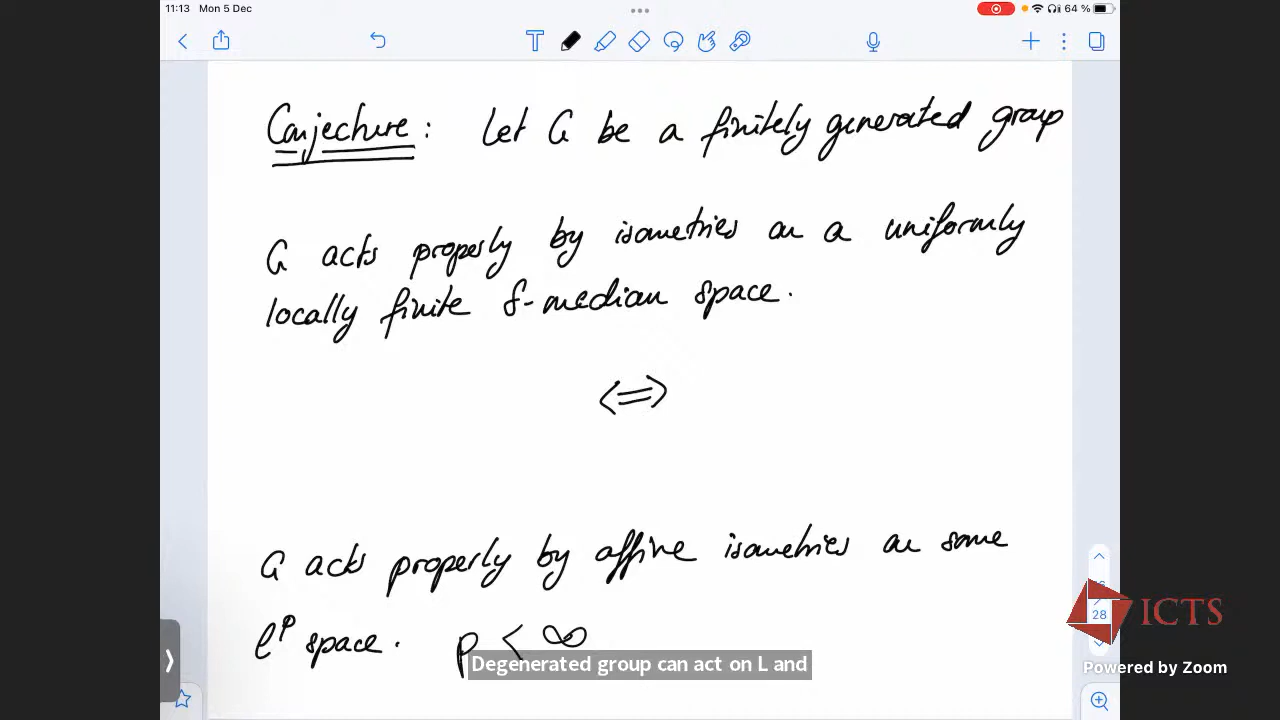 11:13 Mon 5 Dec
64 %
Conjecture : Let G be a finitely generated group
G acts properly by isometries on a uniformly
locally finite δ-median space.
<=>
G acts properly by affine isometries on some
ℓᵖ space. p < ∞
Degenerated group can act on L and
28
ICTS
Powered by Zoom